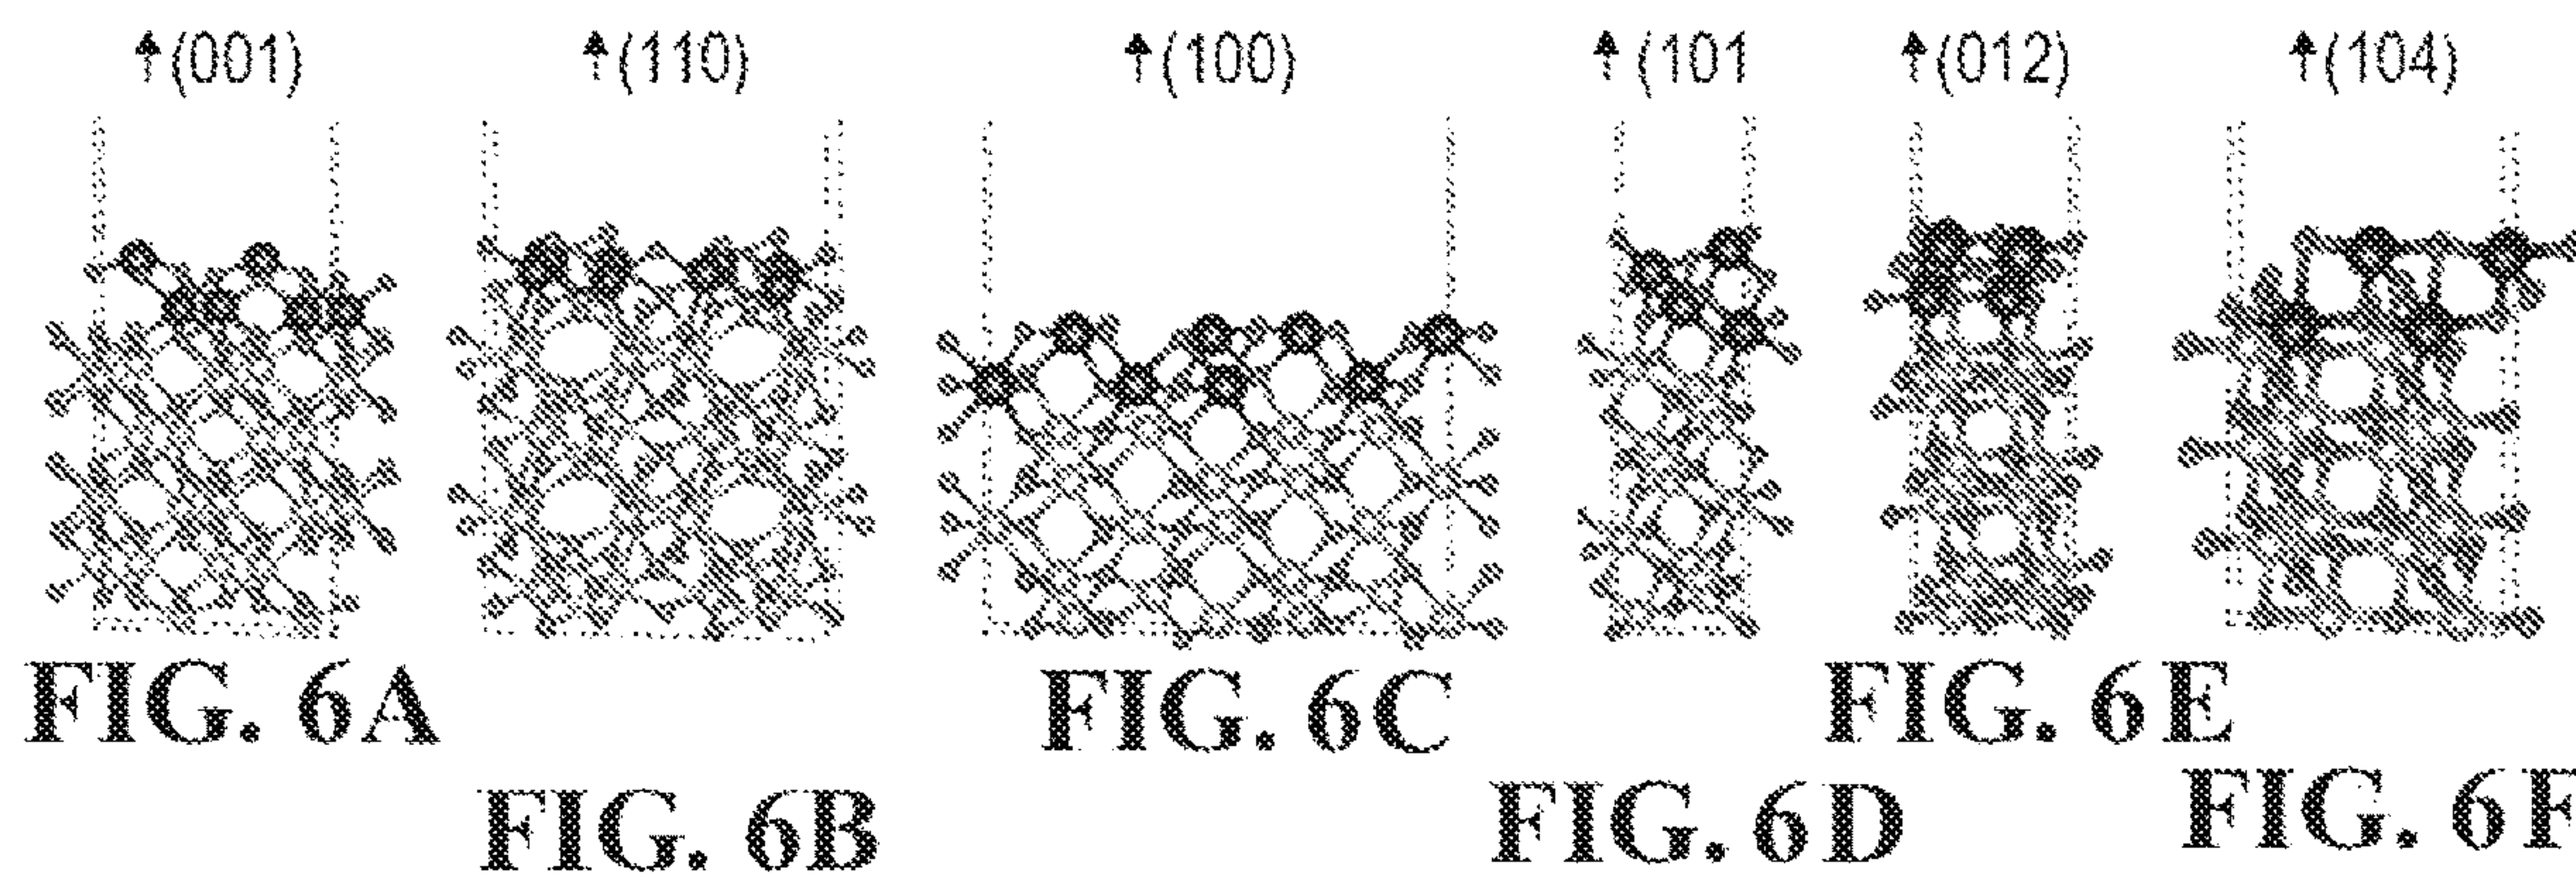 ↑(001) ↑(110) ↑(100) ↑(101 ↑(012) ↑(104)
FIG. 6A FIG. 6C FIG. 6E
FIG. 6B FIG. 6D FIG. 6F